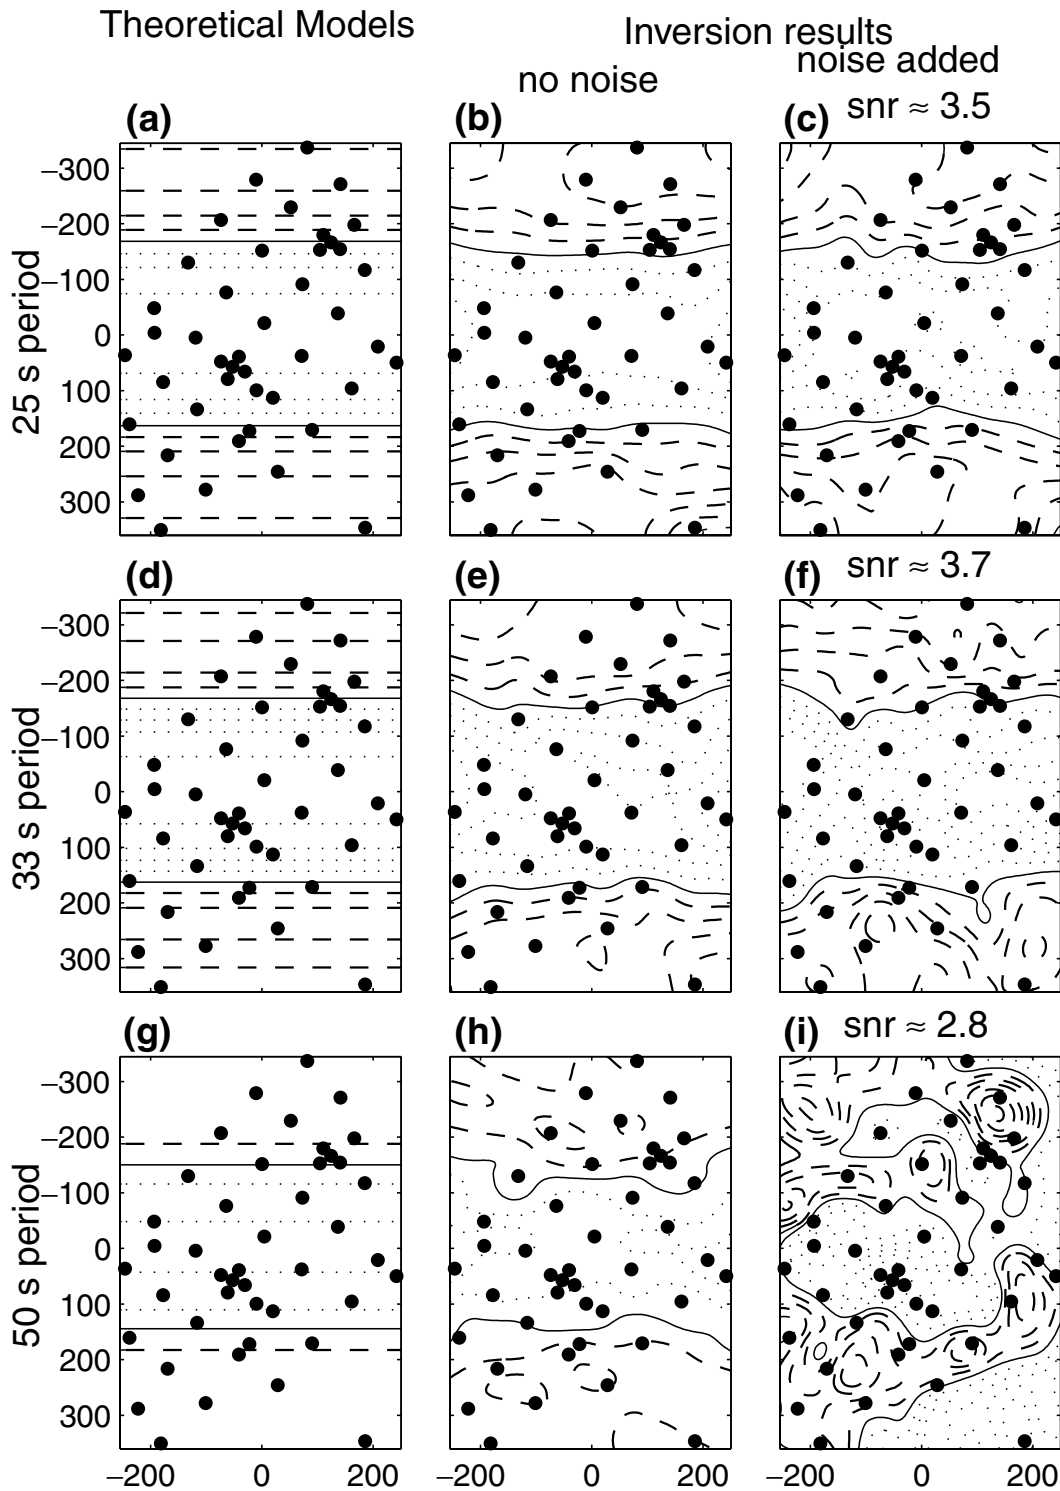 Theoretical Models
Inversion results
no noise
noise added
(a)
(b)
(c) snr ≈ 3.5
25 s period
−300
−200
−100
0
100
200
300
(d)
(e)
(f) snr ≈ 3.7
33 s period
−300
−200
−100
0
100
200
300
(g)
(h)
(i) snr ≈ 2.8
50 s period
−300
−200
−100
0
100
200
300
−200 0 200
−200 0 200
−200 0 200